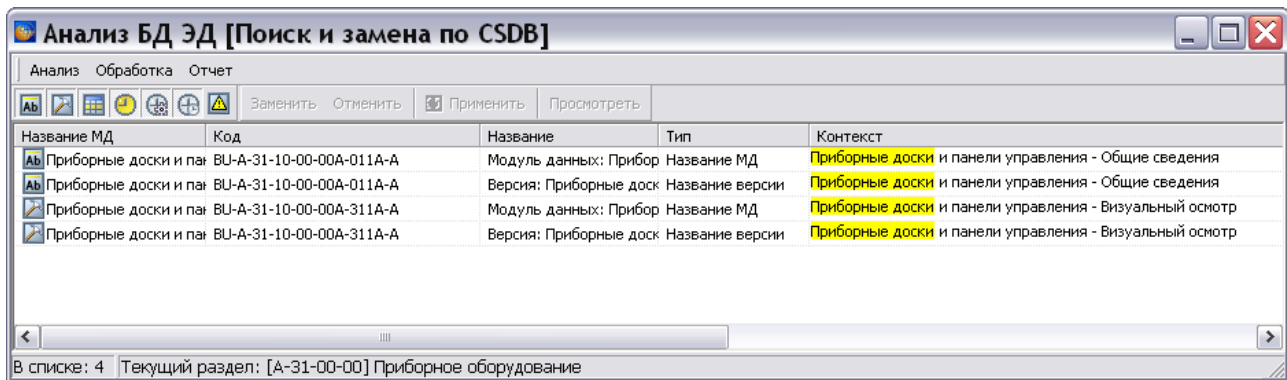 Анализ БД ЭД [Поиск и замена по CSDB]
Анализ Обработка Отчет
Ab Заменить Отменить Применить Просмотреть
Название МД Код Название Тип Контекст
Ab Приборные доски и пан BU-A-31-10-00-00A-011A-A Модуль данных: Прибор Название МД Приборные доски и панели управления - Общие сведения
Ab Приборные доски и пан BU-A-31-10-00-00A-011A-A Версия: Приборные доск Название версии Приборные доски и панели управления - Общие сведения
Приборные доски и пан BU-A-31-10-00-00A-311A-A Модуль данных: Прибор Название МД Приборные доски и панели управления - Визуальный осмотр
Приборные доски и пан BU-A-31-10-00-00A-311A-A Версия: Приборные доск Название версии Приборные доски и панели управления - Визуальный осмотр
В списке: 4 Текущий раздел: [A-31-00-00] Приборное оборудование